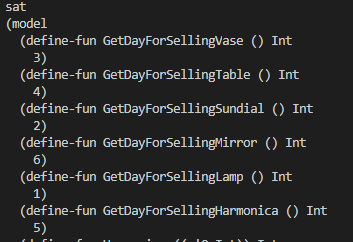 sat
(model
(define-fun GetDayForSellingVase () Int
3)
(define-fun GetDayForSellingTable () Int
4)
(define-fun GetDayForSellingSundial () Int
2)
(define-fun GetDayForSellingMirror () Int
6)
(define-fun GetDayForSellingLamp () Int
1)
(define-fun GetDayForSellingHarmonica () Int
5)